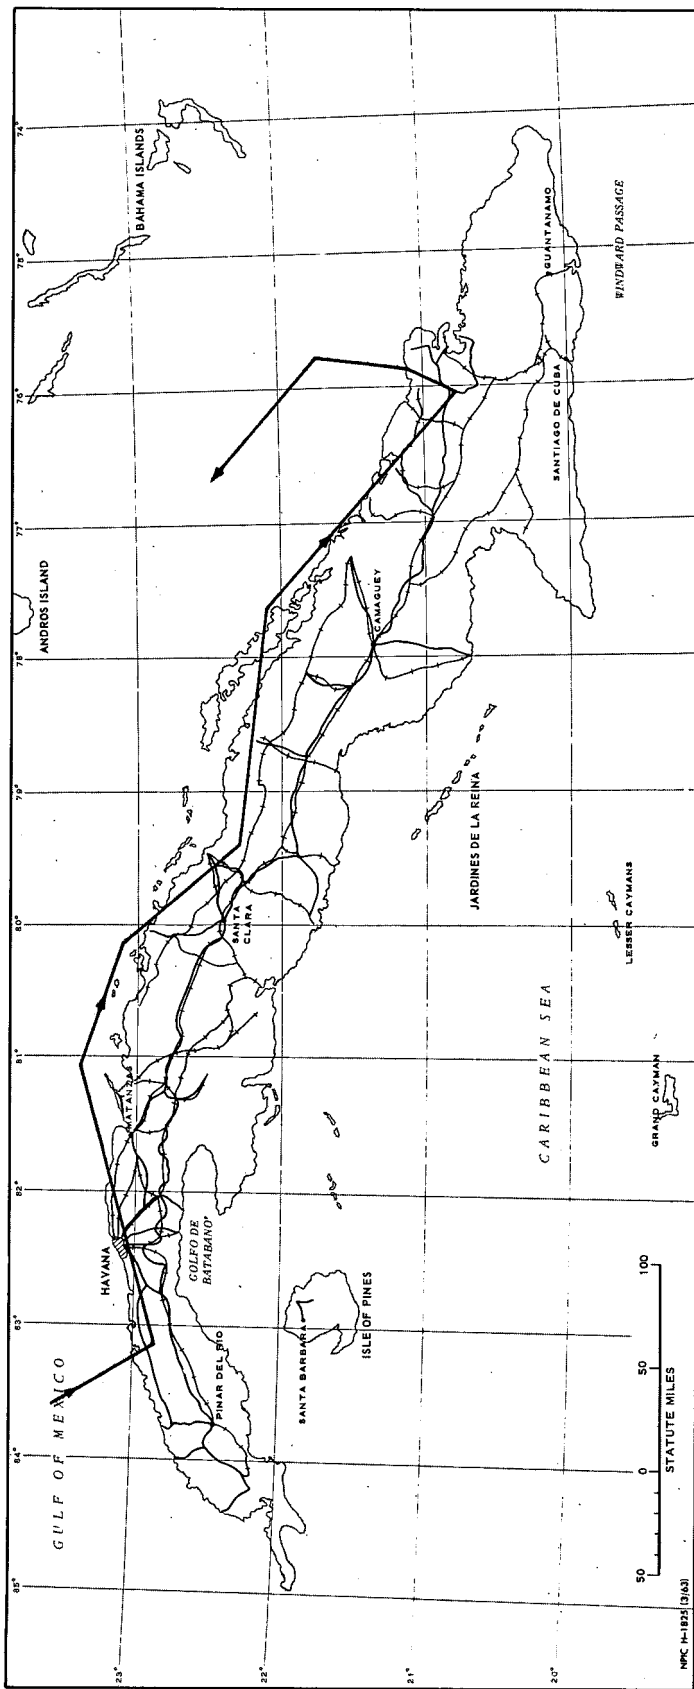 GULF OF MEXICO
85°
84°
83°
82°
81°
80°
79°
78°
77°
76°
75°
74°
23°
22°
21°
20°
ANDROS ISLAND
BAHAMA ISLANDS
HAVANA
MATANZAS
PINAR DEL RIO
GOLFO DE
BATABANO
SANTA
CLARA
SANTA BARBARA
ISLE OF PINES
CAMAGUEY
JARDINES DE LA REINA
SANTIAGO DE CUBA
GUANTANAMO
WINDWARD PASSAGE
CARIBBEAN SEA
LESSER CAYMANS
GRAND CAYMAN
50 0 50 100
STATUTE MILES
NPIC H-1825 (3/63)